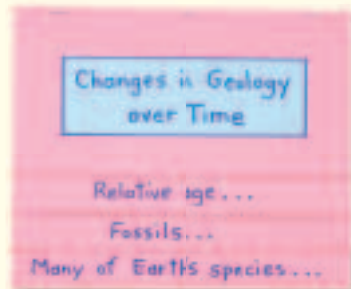 Changes in Geology
over Time
Relative age...
Fossils...
Many of Earth's species...